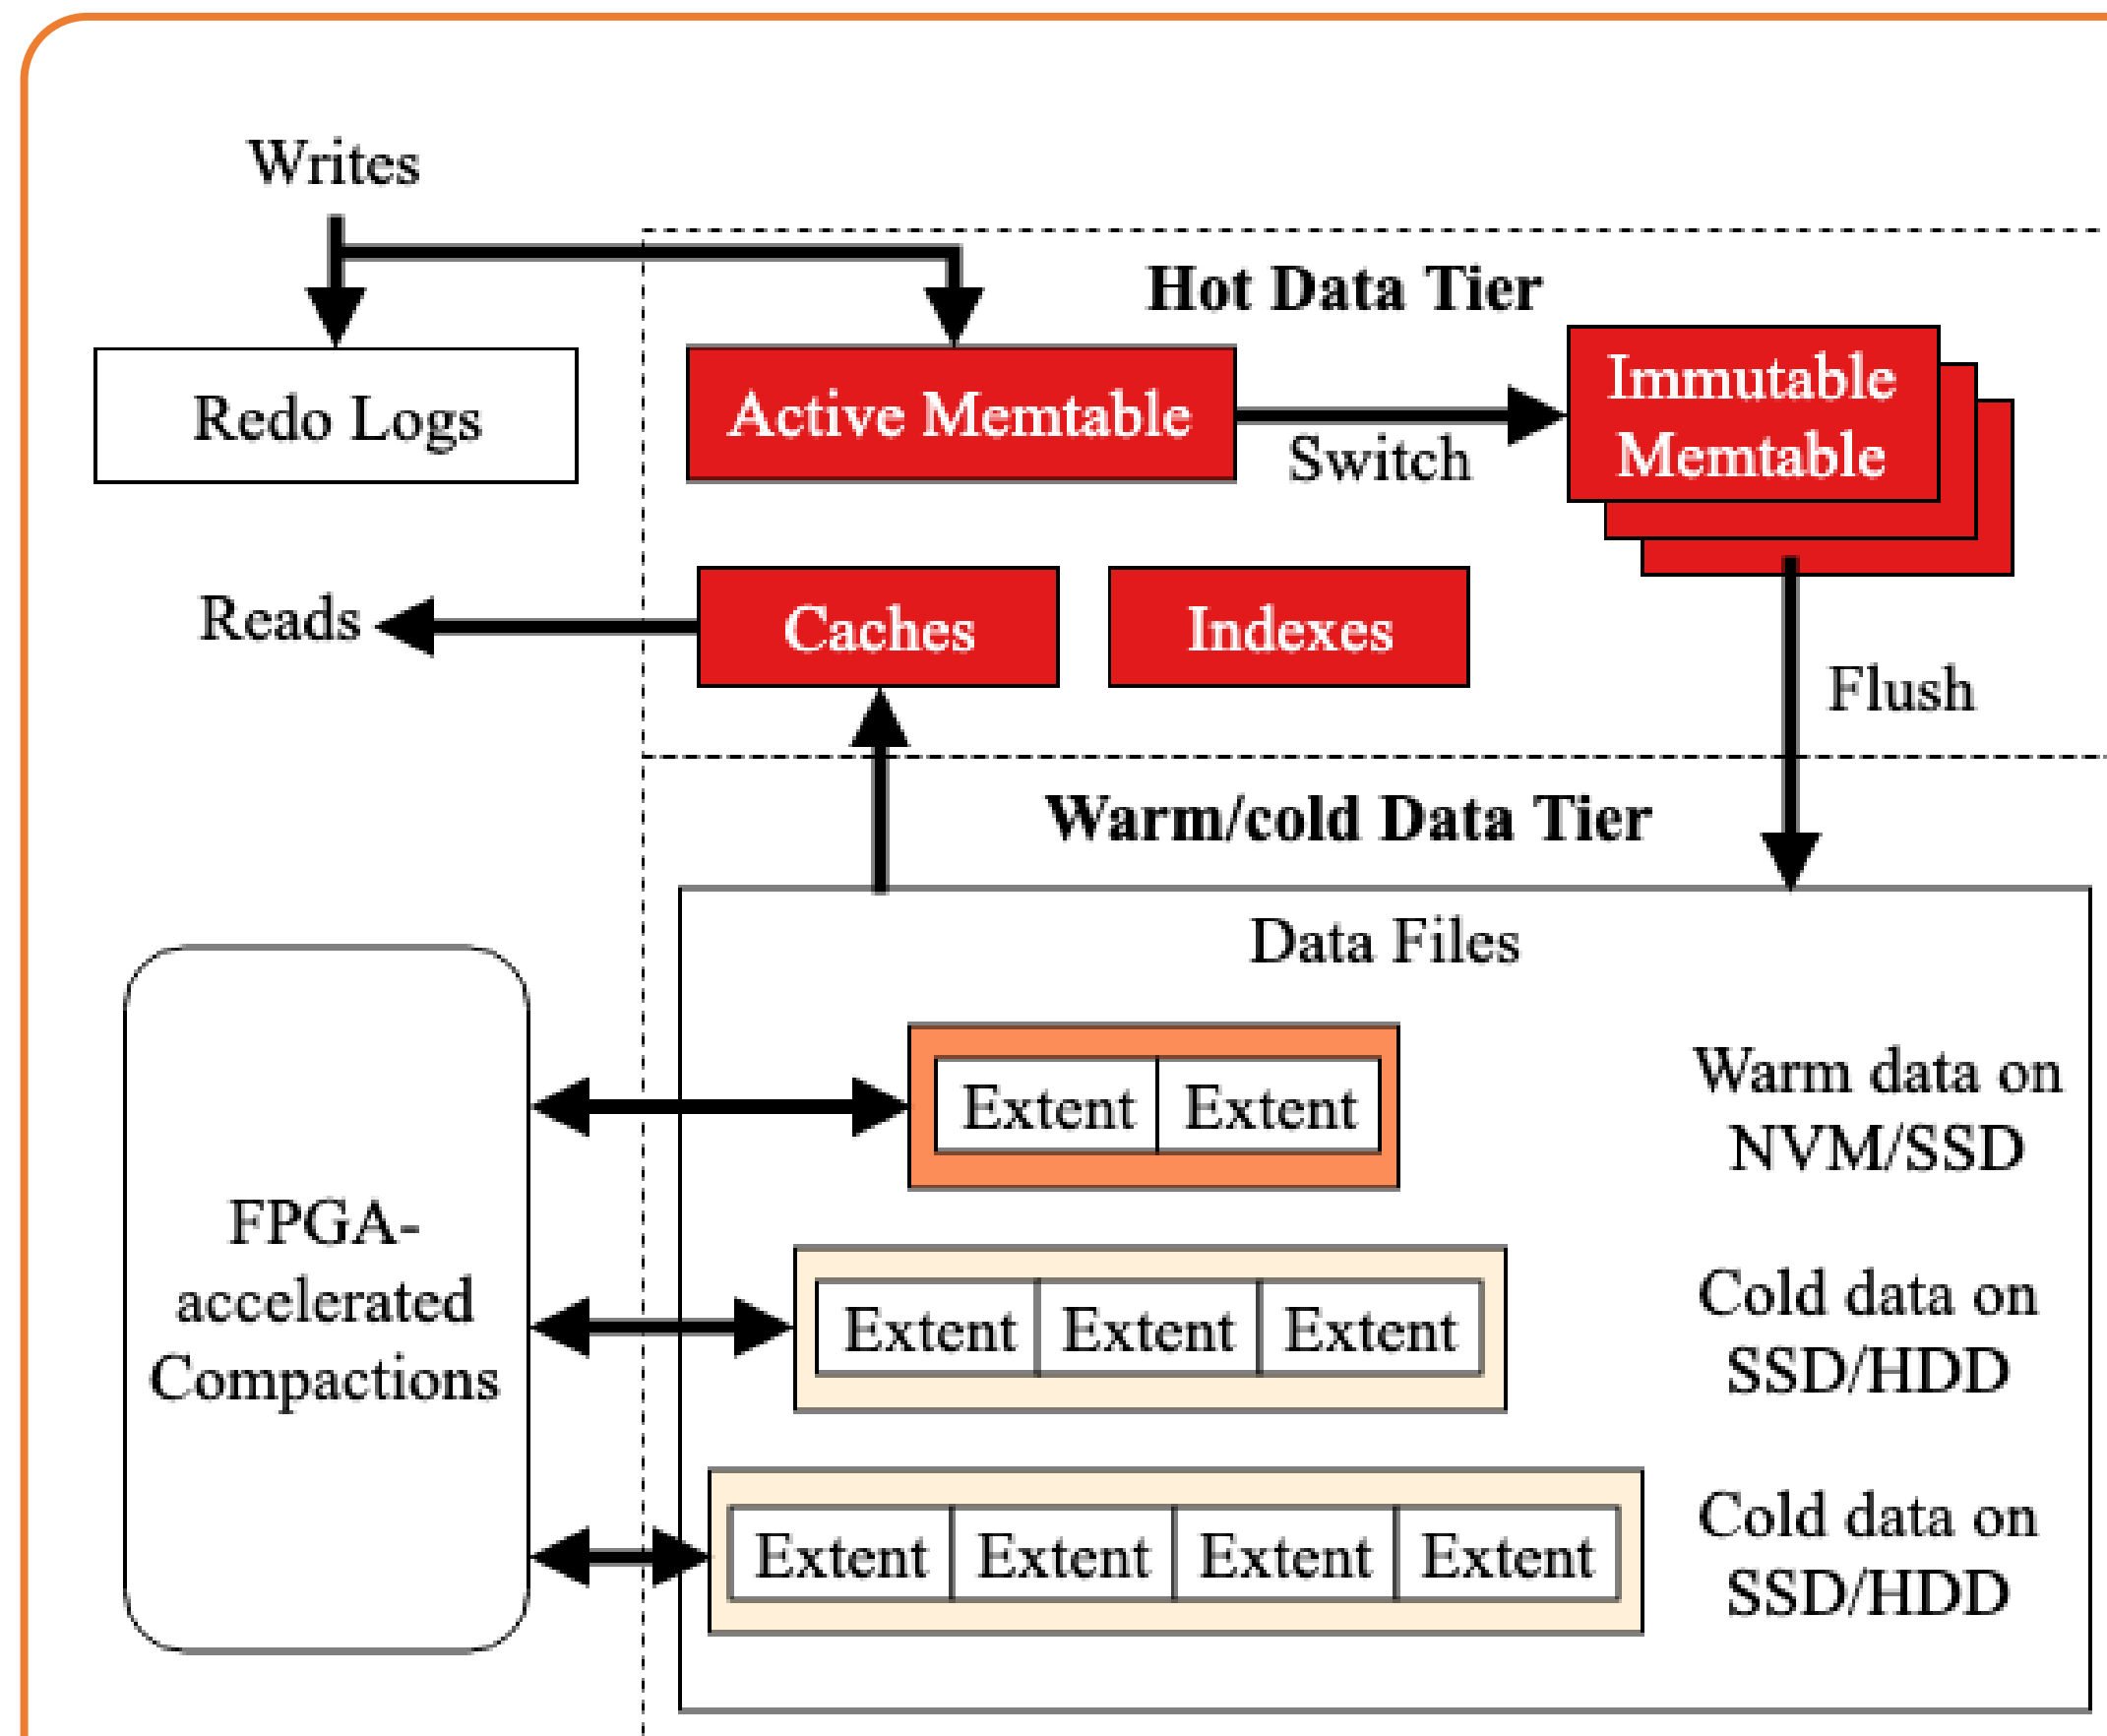 Writes
Hot Data Tier
Redo Logs
Active Memtable
Switch
Immutable
Memtable
Reads
Caches
Indexes
Flush
Warm/cold Data Tier
Data Files
FPGA-
accelerated
Compactions
Extent Extent
Warm data on
NVM/SSD
Extent Extent Extent
Cold data on
SSD/HDD
Extent Extent Extent Extent
Cold data on
SSD/HDD